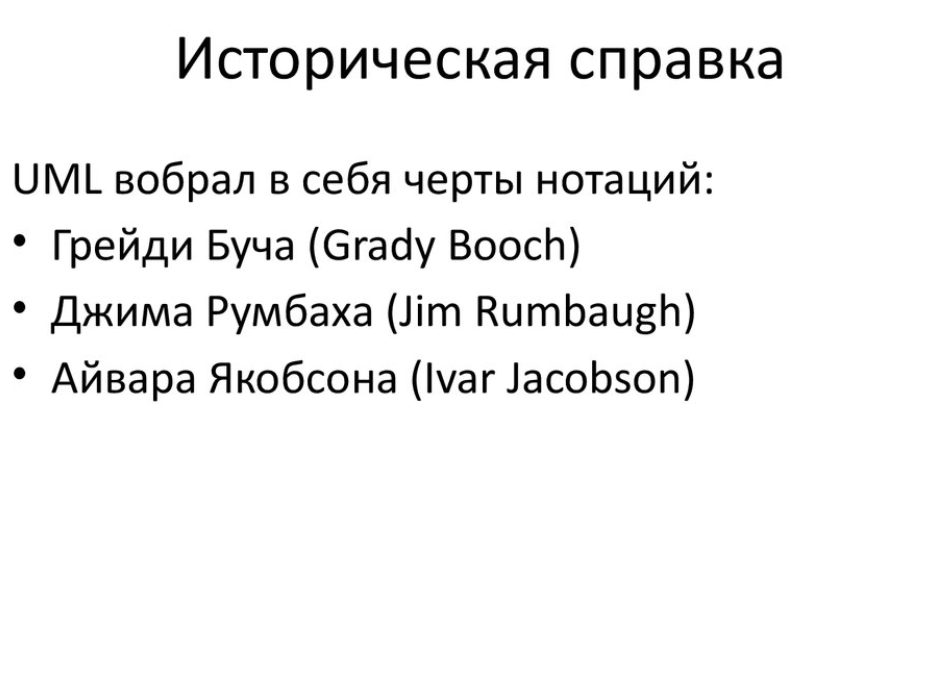 Историческая справка
UML вобрал в себя черты нотаций:
• Грейди Буча (Grady Booch)
• Джима Румбаха (Jim Rumbaugh)
• Айвара Якобсона (Ivar Jacobson)